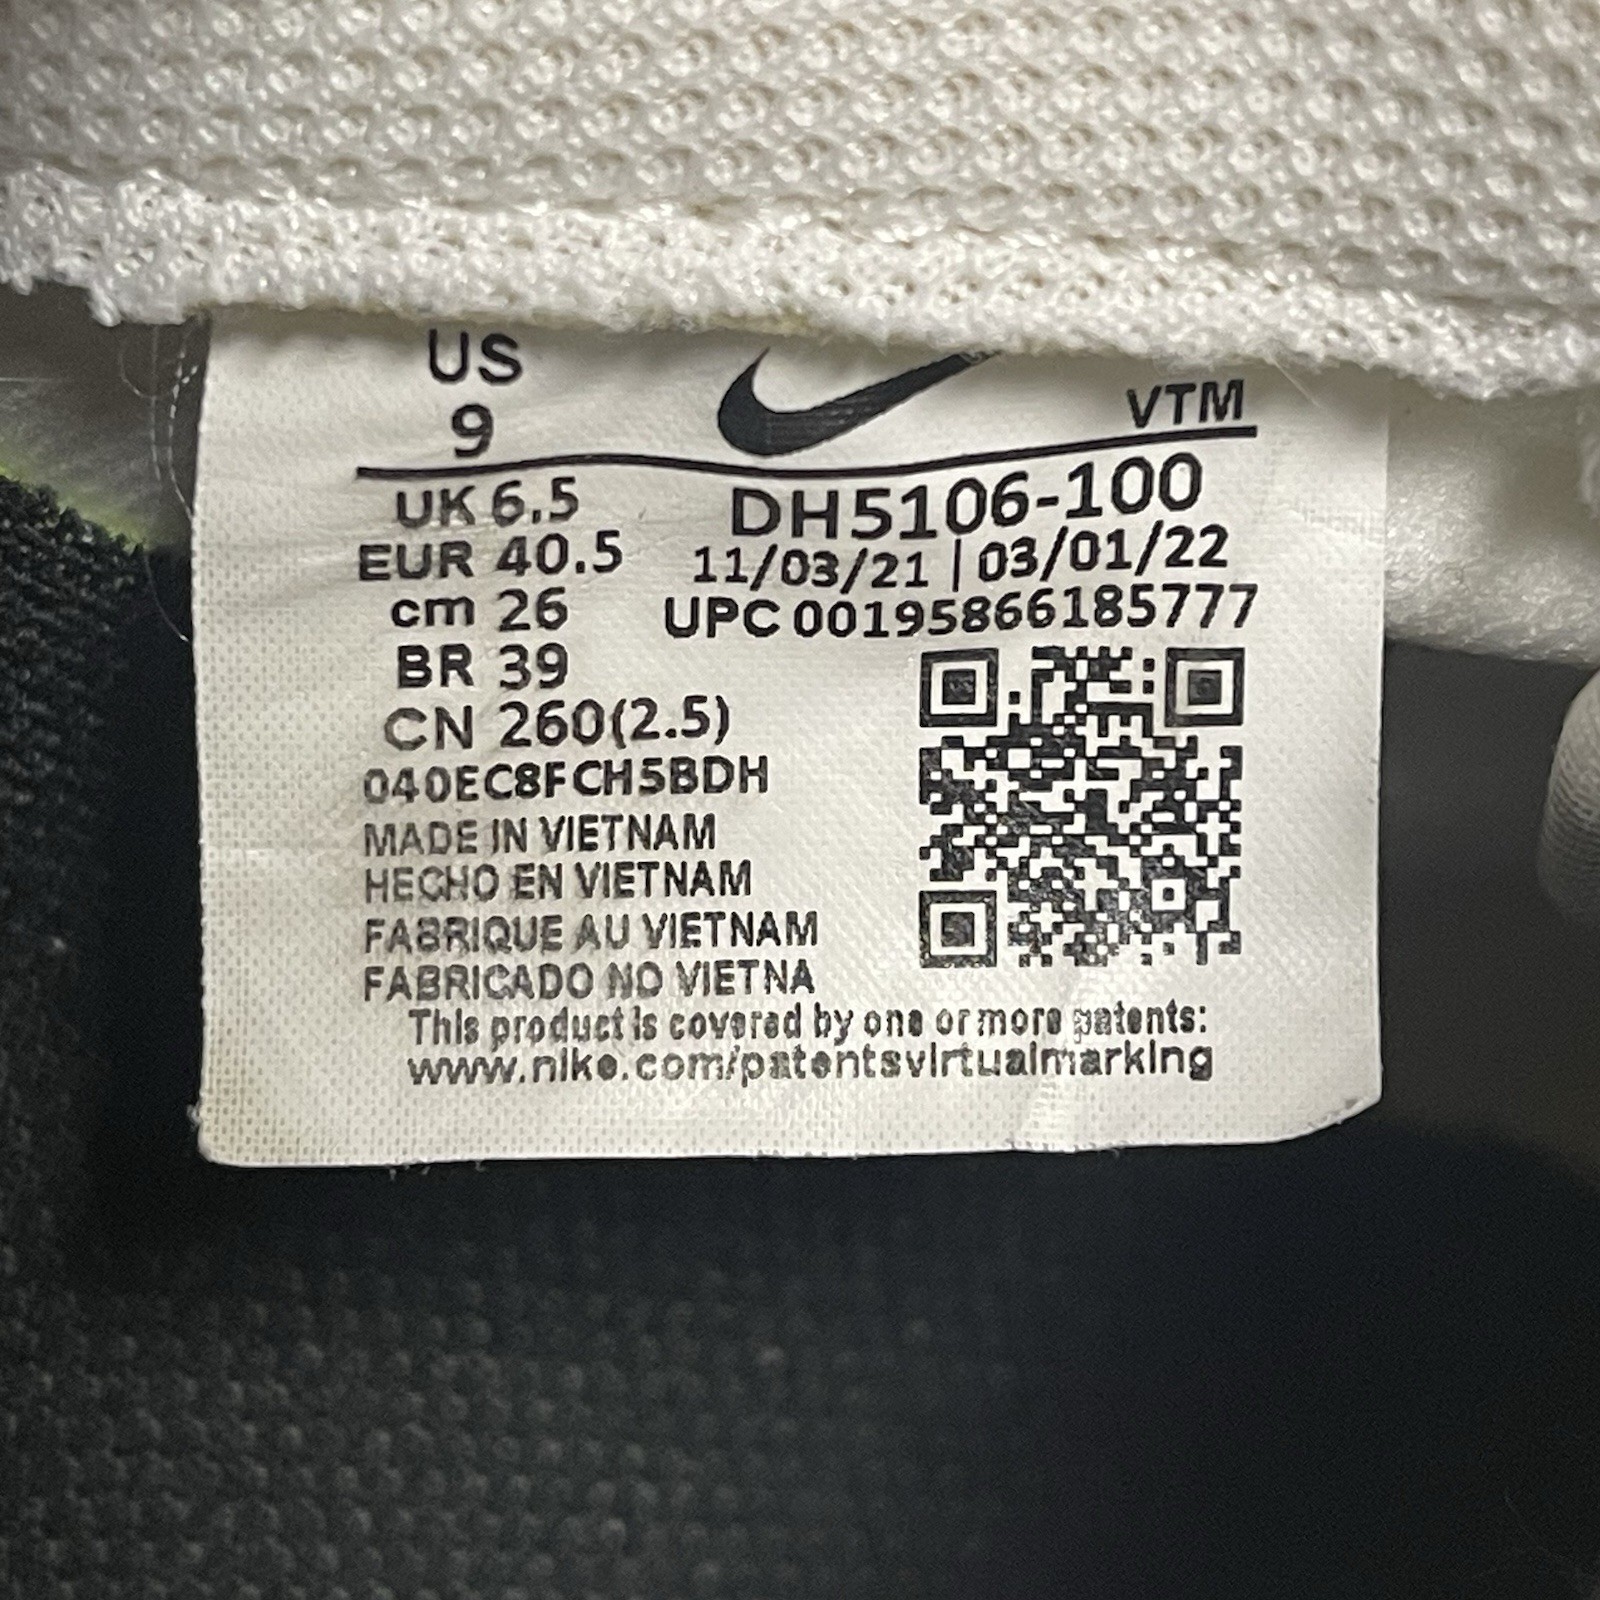 US
9
VTM
UK 6.5
EUR 40.5
cm 26
BR 39
CN 260(2.5)
DH5106-100
11/03/21 | 03/01/22
UPC 00195866185777
040EC8FCH5BDH
MADE IN VIETNAM
HECHO EN VIETNAM
FABRIQUE AU VIETNAM
FABRICADO NO VIETNA
This product is covered by one or more patents:
www.nike.com/patentsvirtualmarking